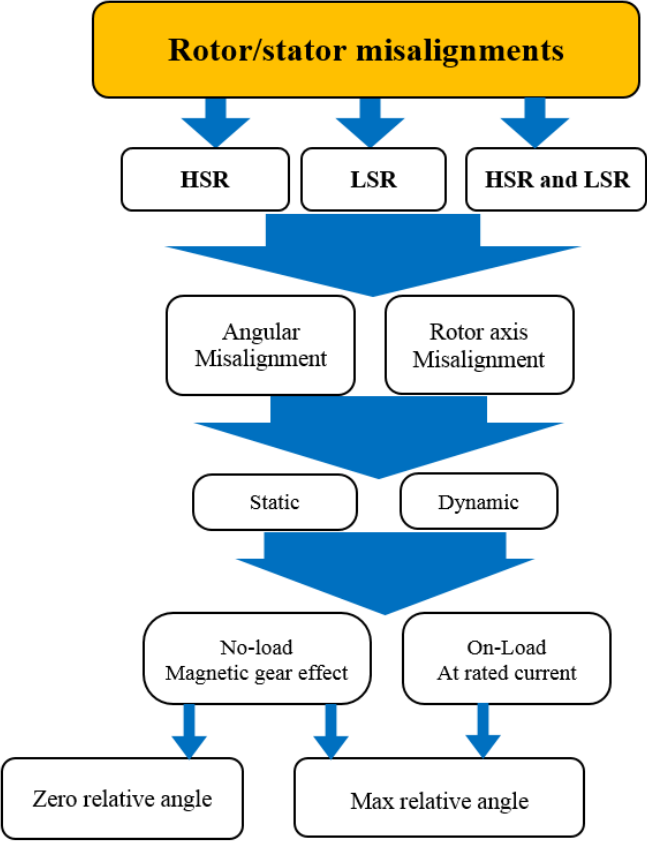 Rotor/stator misalignments
HSR
LSR
HSR and LSR
Angular
Misalignment
Rotor axis
Misalignment
Static
Dynamic
No-load
Magnetic gear effect
On-Load
At rated current
Zero relative angle
Max relative angle